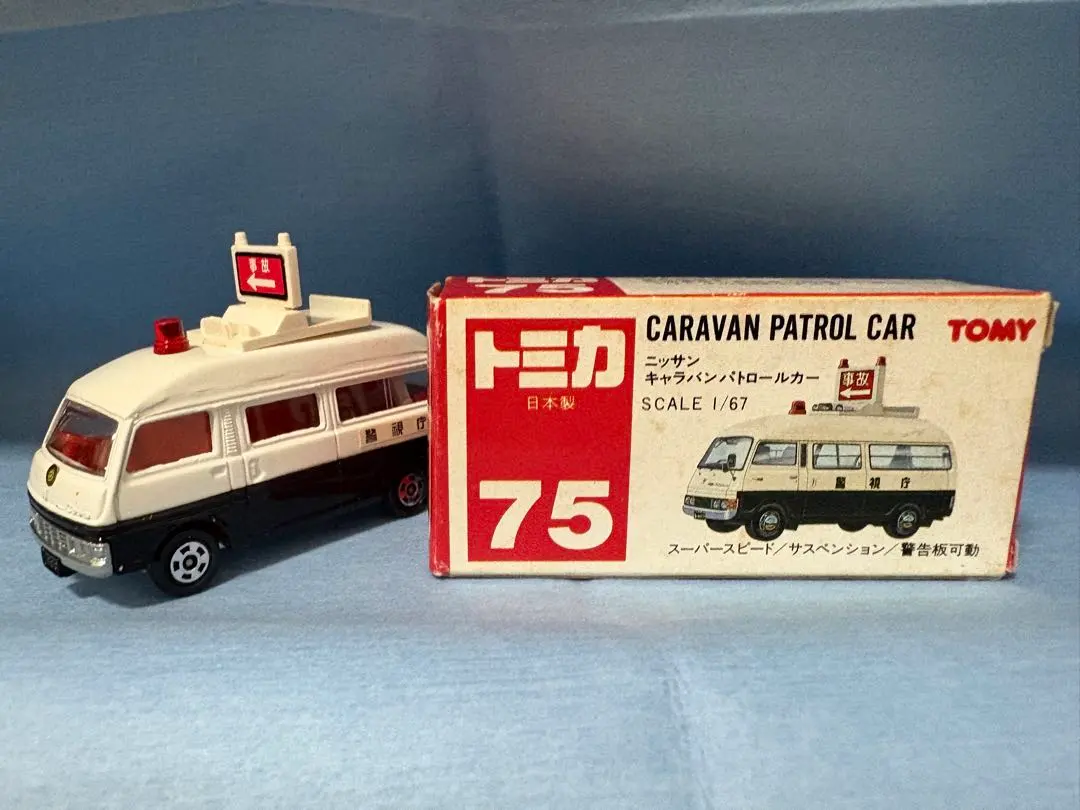 事故
警視庁
75
トミカ
日本製
75
CARAVAN PATROL CAR
TOMY
ニッサン
キャラバンパトロールカー
SCALE 1/67
事故
警視庁
スーパースピード/サスペンション/警告板可動